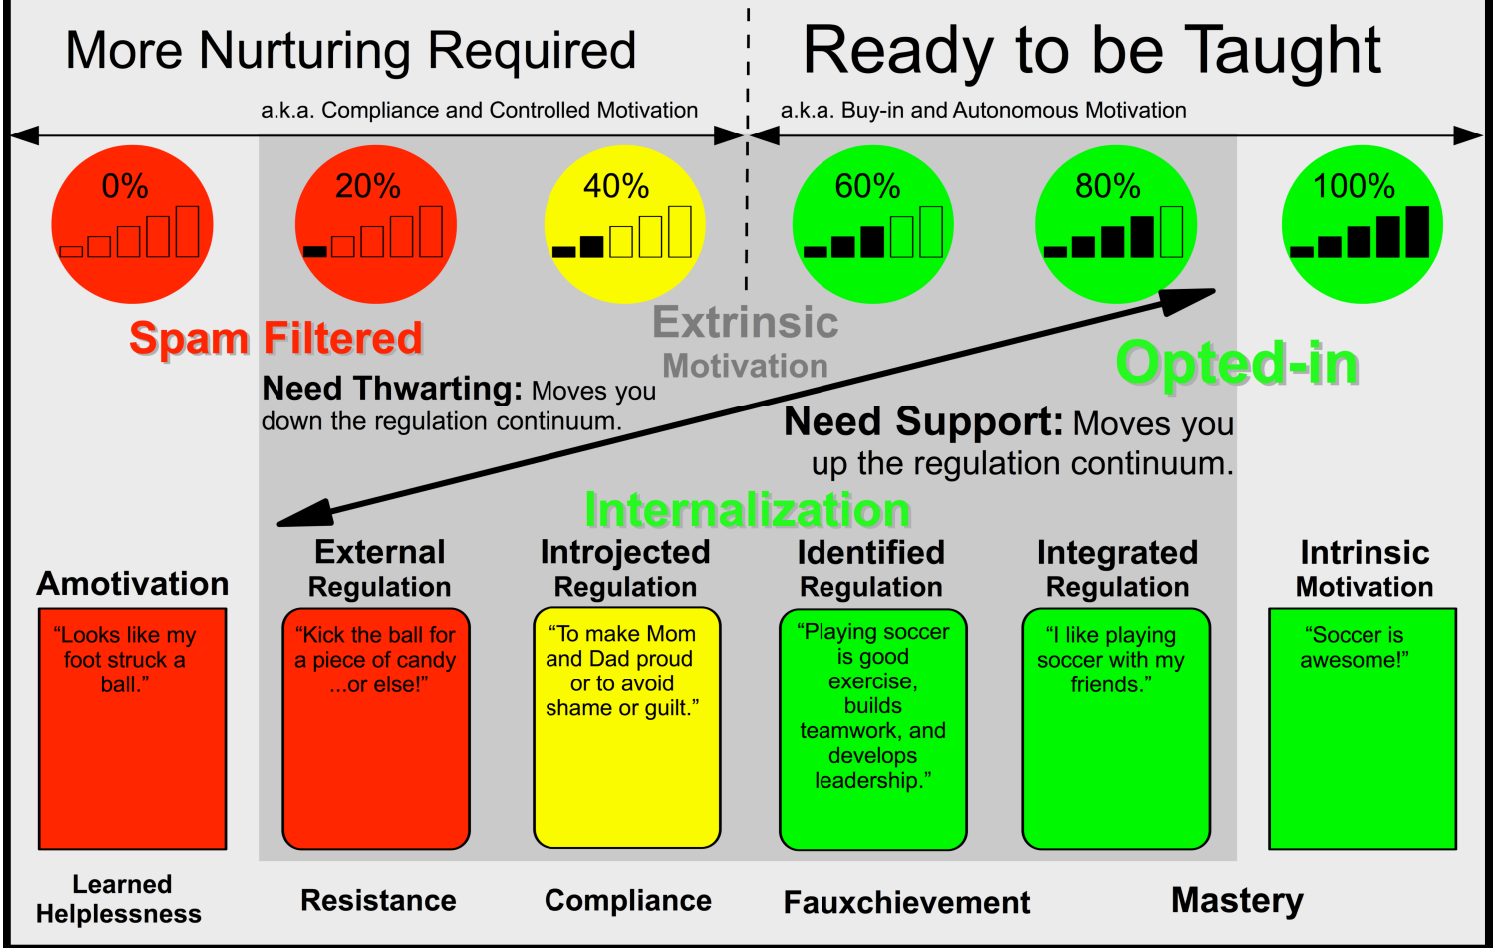 More Nurturing Required
Ready to be Taught
a.k.a. Compliance and Controlled Motivation
a.k.a. Buy-in and Autonomous Motivation
0%
20%
40%
60%
80%
100%
Spam Filtered
Extrinsic
Motivation
Opted-in
Need Thwarting: Moves you
down the regulation continuum.
Need Support: Moves you
up the regulation continuum.
Internalization
Amotivation
“Looks like my
foot struck a
ball.”
Learned
Helplessness
External
Regulation
“Kick the ball for
a piece of candy
...or else!”
Resistance
Introjected
Regulation
“To make Mom
and Dad proud
or to avoid
shame or guilt.”
Compliance
Identified
Regulation
“Playing soccer
is good
exercise,
builds
teamwork, and
develops
leadership.”
Fauxchievement
Integrated
Regulation
“I like playing
soccer with my
friends.”
Intrinsic
Motivation
“Soccer is
awesome!”
Mastery